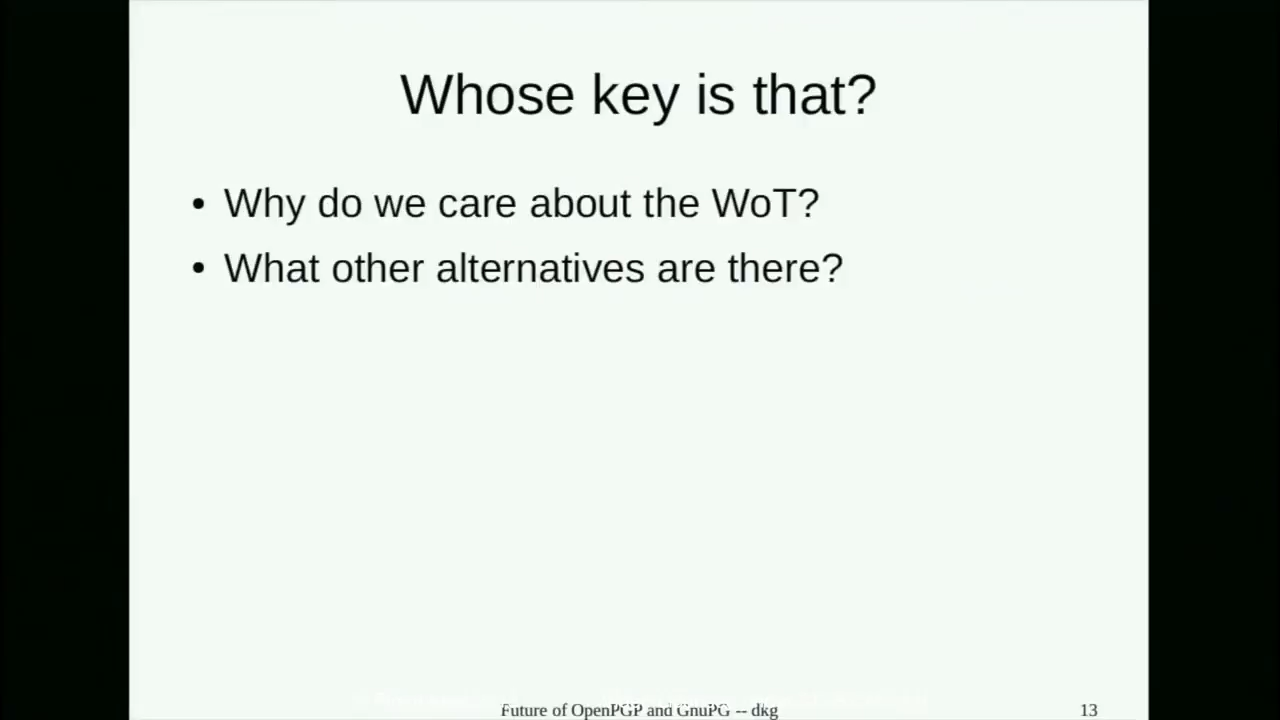 Whose key is that?
• Why do we care about the WoT?
• What other alternatives are there?
Future of OpenPGP and GnuPG -- dkg
13